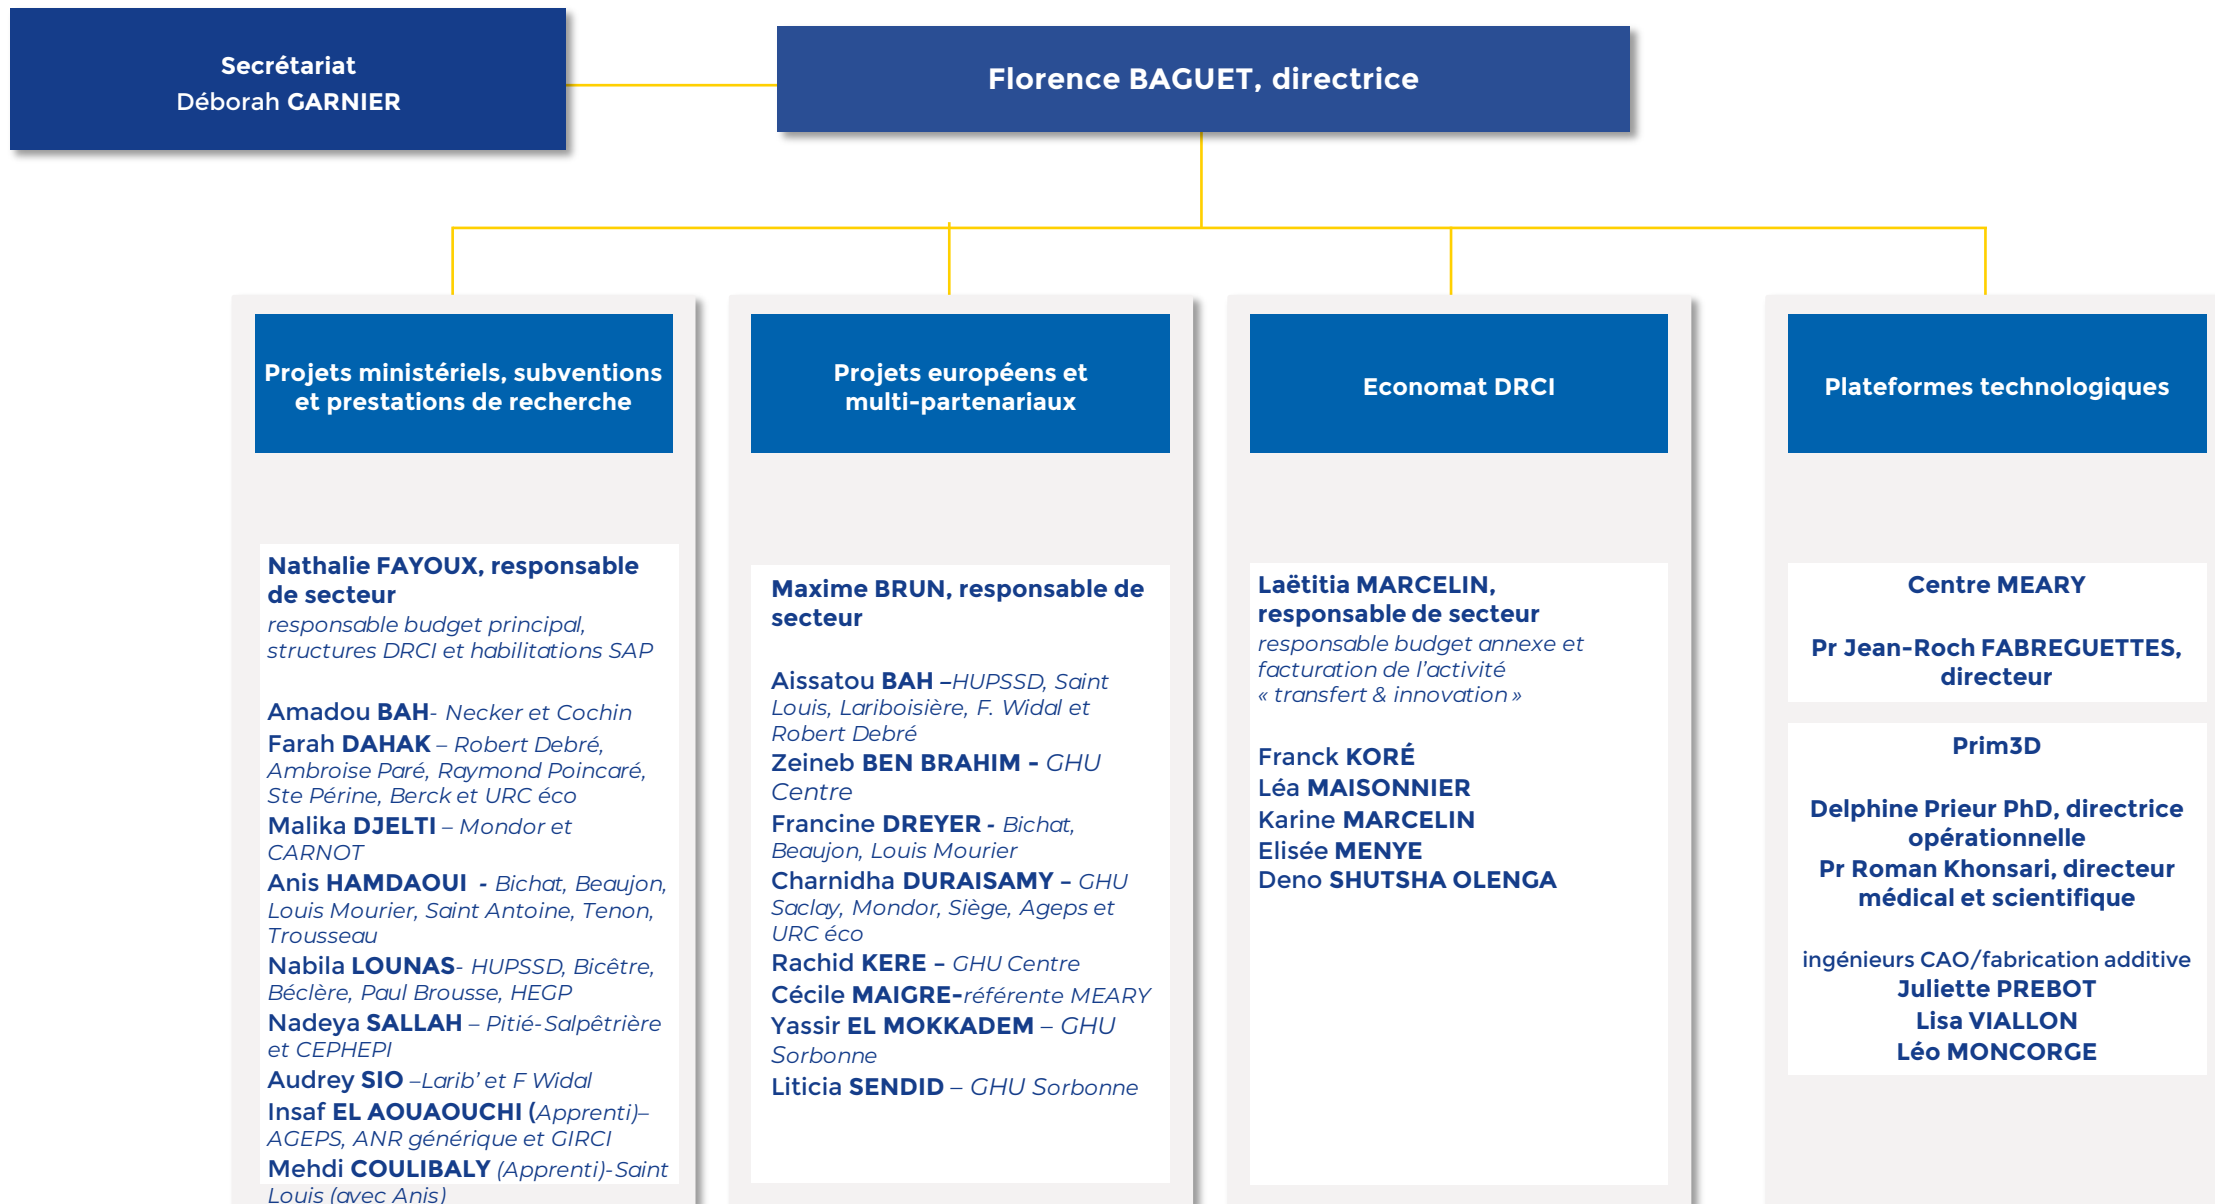 Secrétariat
Déborah GARNIER
Florence BAGUET, directrice
Projets ministériels, subventions
et prestations de recherche
Nathalie FAYOUX, responsable
de secteur
responsable budget principal,
structures DRCI et habilitations SAP
Amadou BAH- Necker et Cochin
Farah DAHAK – Robert Debré,
Ambroise Paré, Raymond Poincaré,
Ste Périne, Berck et URC éco
Malika DJELTI – Mondor et
CARNOT
Anis HAMDAOUI - Bichat, Beaujon,
Louis Mourier, Saint Antoine, Tenon,
Trousseau
Nabila LOUNAS- HUPSSD, Bicêtre,
Béclère, Paul Brousse, HEGP
Nadeya SALLAH – Pitié-Salpêtrière
et CEPHEPI
Audrey SIO –Larib’ et F Widal
Insaf EL AOUAOUCHI (Apprenti)–
AGEPS, ANR générique et GIRCI
Mehdi COULIBALY (Apprenti)-Saint
Louis (avec Anis)
Projets européens et
multi-partenariaux
Maxime BRUN, responsable de
secteur
Aissatou BAH –HUPSSD, Saint
Louis, Lariboisière, F. Widal et
Robert Debré
Zeineb BEN BRAHIM - GHU
Centre
Francine DREYER - Bichat,
Beaujon, Louis Mourier
Charnidha DURAISAMY – GHU
Saclay, Mondor, Siège, Ageps et
URC éco
Rachid KERE – GHU Centre
Cécile MAIGRE-référente MEARY
Yassir EL MOKKADEM – GHU
Sorbonne
Liticia SENDID – GHU Sorbonne
Economat DRCI
Laëtitia MARCELIN,
responsable de secteur
responsable budget annexe et
facturation de l’activité
« transfert & innovation »
Franck KORÉ
Léa MAISONNIER
Karine MARCELIN
Elisée MENYE
Deno SHUTSHA OLENGA
Plateformes technologiques
Centre MEARY
Pr Jean-Roch FABREGUETTES,
directeur
Prim3D
Delphine Prieur PhD, directrice
opérationnelle
Pr Roman Khonsari, directeur
médical et scientifique
ingénieurs CAO/fabrication additive
Juliette PREBOT
Lisa VIALLON
Léo MONCORGE